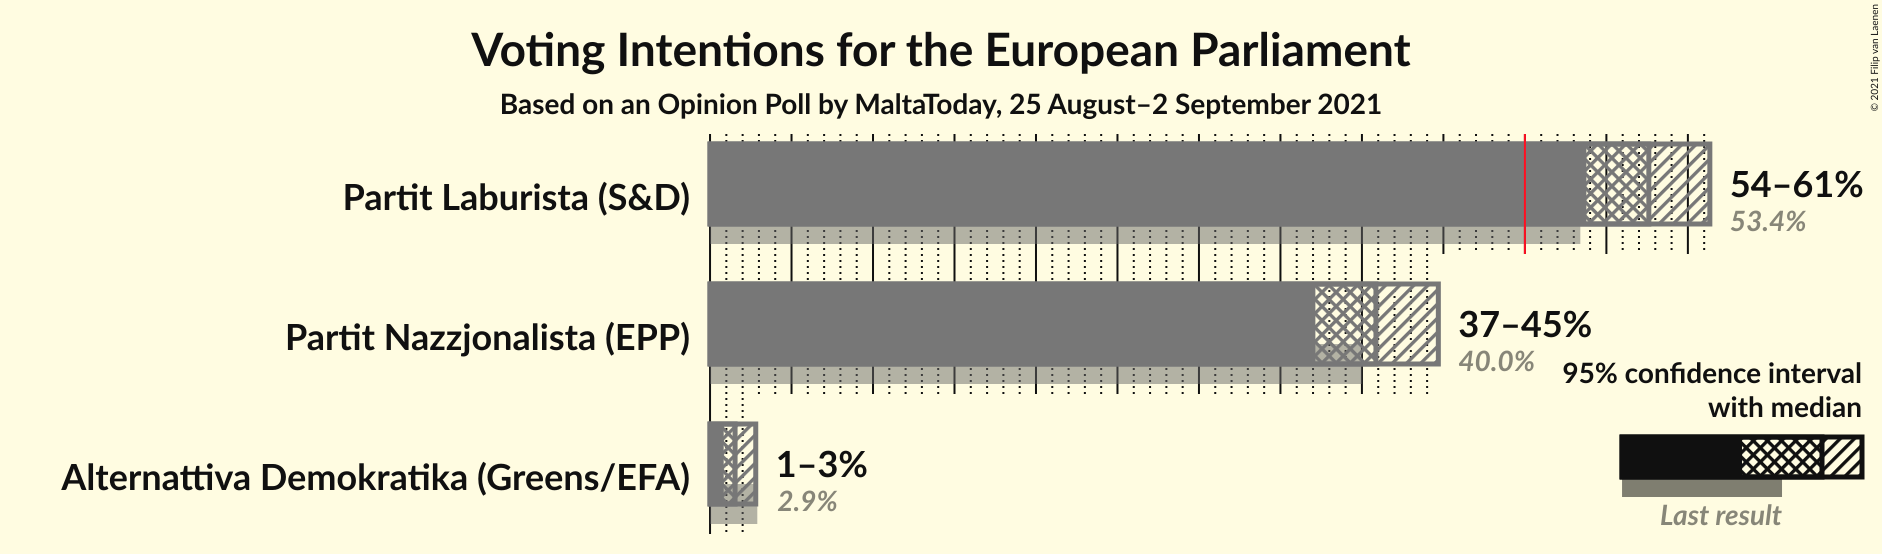 Voting Intentions for the European Parliament
Based on an Opinion Poll by MaltaToday, 25 August–2 September 2021
© 2021 Filip van Laenen
Partit Laburista (S&D)
54–61%
53.4%
Partit Nazzjonalista (EPP)
37–45%
40.0%
95% confidence interval
with median
Alternattiva Demokratika (Greens/EFA)
1–3%
2.9%
Last result